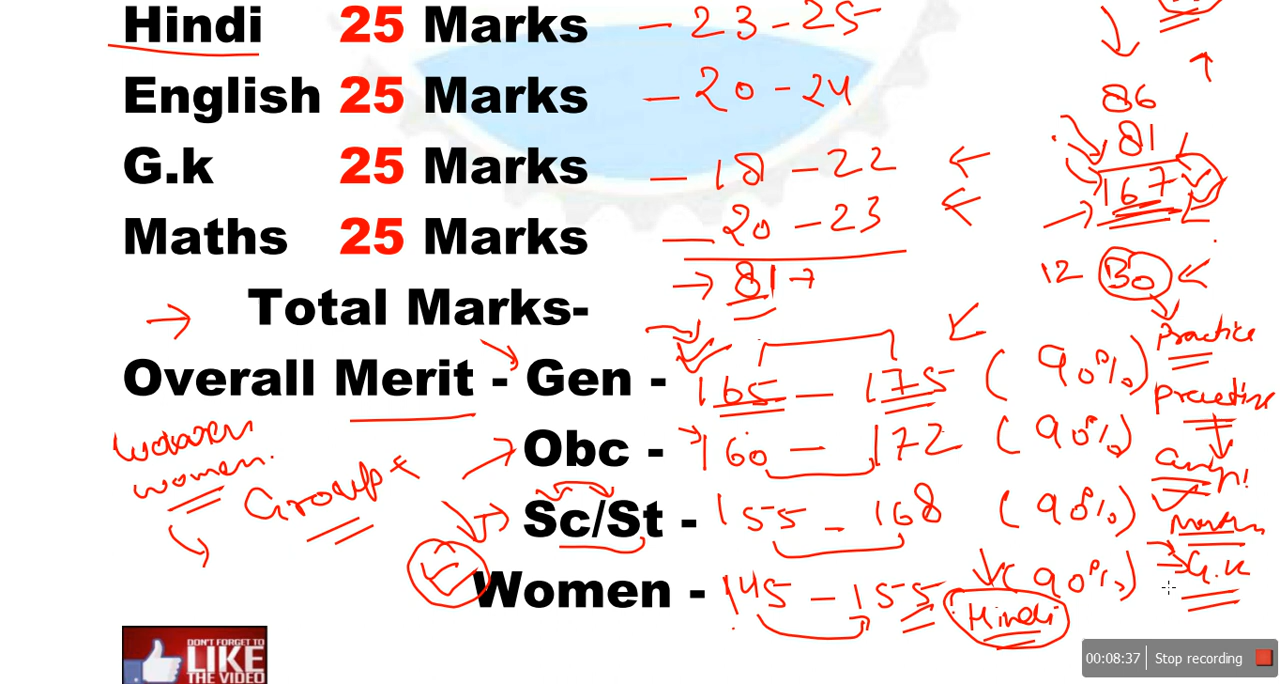 Hindi 25 Marks - 23-25
English 25 Marks - 20-24
86
81
G.k 25 Marks - 18-22
167
Maths 25 Marks - 20-23
12 30
81
Total Marks-
Practice
Overall Merit - Gen - 165 - 175 (90%)
women
women.
Group
Obc - 160 - 172 (90%)
Sc/St - 155 - 168 (90%)
Maths
G.K
Women - 145 - 155 (90%)
Hindi
DON'T FORGET TO
LIKE
THE VIDEO
00:08:37 Stop recording